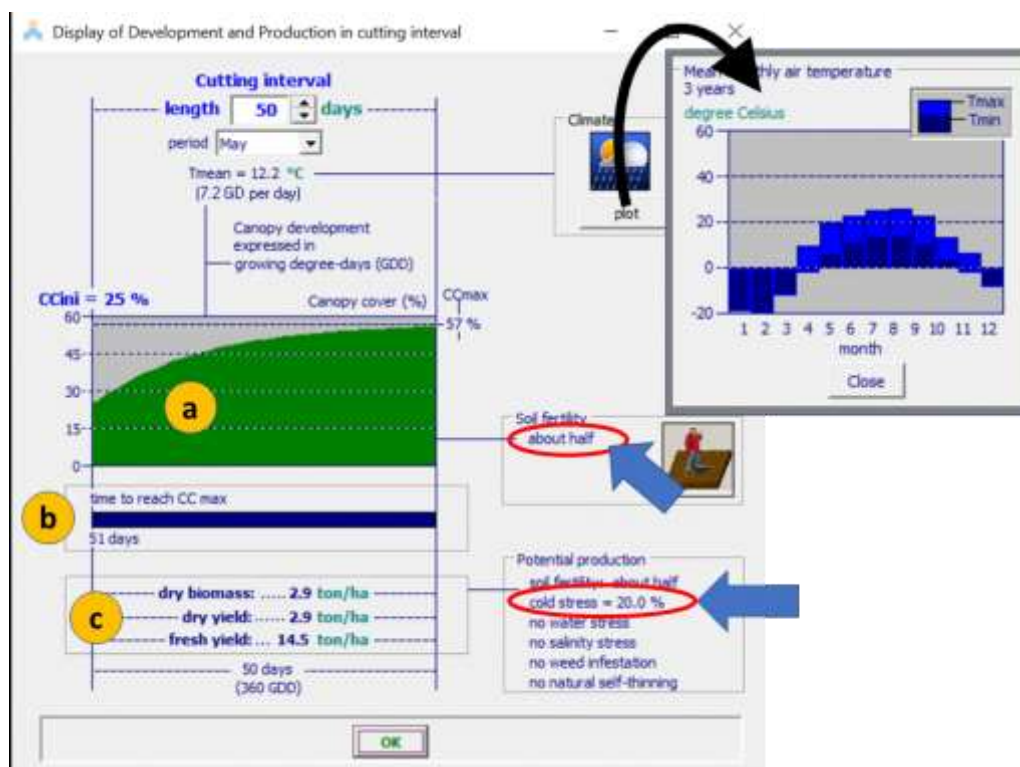 Display of Development and Production in cutting interval
Cutting interval
length 50 days
period May
Tmean = 12.2 °C
(7.2 GD per day)
Canopy development
expressed in
growing degree-days (GDD)
Climate
plot
CCini = 25 %
Canopy cover (%)
CCmax
57 %
60
45
30
15
0
a
b
time to reach CC max
51 days
c
dry biomass: ..... 2.9 ton/ha
dry yield: ...... 2.9 ton/ha
fresh yield: ... 14.5 ton/ha
50 days
(360 GDD)
OK
Soil fertility
about half
Potential production
soil fertility: about half
cold stress = 20.0 %
no water stress
no salinity stress
no weed infestation
no natural self-thinning
3 years
degree Celsius
Tmax
Tmin
60
40
20
0
-20
1 2 3 4 5 6 7 8 9 10 11 12
month
Close